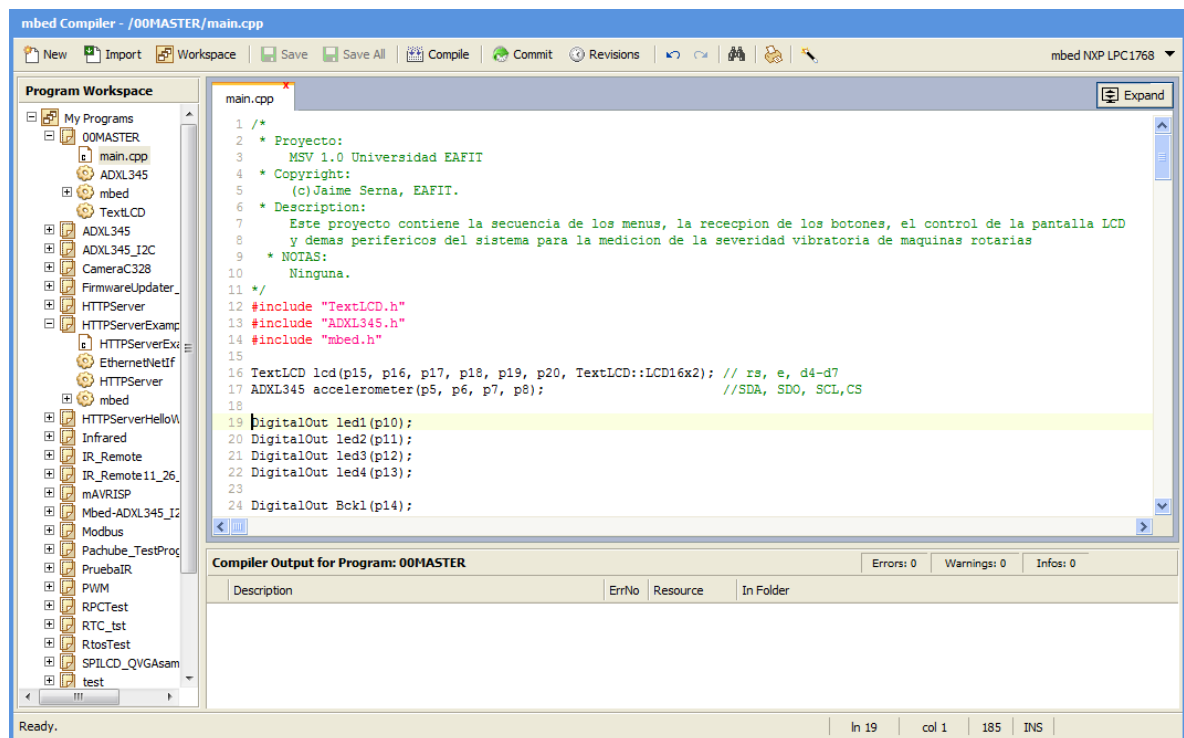 mbed Compiler - /00MASTER/main.cpp
New Import Workspace Save Save All Compile Commit Revisions mbed NXP LPC1768
Program Workspace
My Programs
00MASTER
main.cpp
ADXL345
mbed
TextLCD
ADXL345
ADXL345_I2C
CameraC328
FirmwareUpdater_
HTTPServer
HTTPServerExamp
HTTPServerExa
EthernetNetIf
HTTPServer
mbed
HTTPServerHelloW
Infrared
IR_Remote
IR_Remote11_26_
mAVRISP
Mbed-ADXL345_I2
Modbus
Pachube_TestProg
PruebaIR
PWM
RPCTest
RTC_tst
RtosTest
SPILCD_QVGAsam
test
main.cpp x
Expand
1 /*
2 * Proyecto:
3 MSV 1.0 Universidad EAFIT
4 * Copyright:
5 (c)Jaime Serna, EAFIT.
6 * Description:
7 Este proyecto contiene la secuencia de los menus, la rececpion de los botones, el control de la pantalla LCD
8 y demas perifericos del sistema para la medicion de la severidad vibratoria de maquinas rotarias
9 * NOTAS:
10 Ninguna.
11 */
12 #include "TextLCD.h"
13 #include "ADXL345.h"
14 #include "mbed.h"
15
16 TextLCD lcd(p15, p16, p17, p18, p19, p20, TextLCD::LCD16x2); // rs, e, d4-d7
17 ADXL345 accelerometer(p5, p6, p7, p8); //SDA, SDO, SCL,CS
18
19 DigitalOut led1(p10);
20 DigitalOut led2(p11);
21 DigitalOut led3(p12);
22 DigitalOut led4(p13);
23
24 DigitalOut Bckl(p14);
Compiler Output for Program: 00MASTER Errors: 0 Warnings: 0 Infos: 0
Description ErrNo Resource In Folder
Ready. ln 19 col 1 185 INS